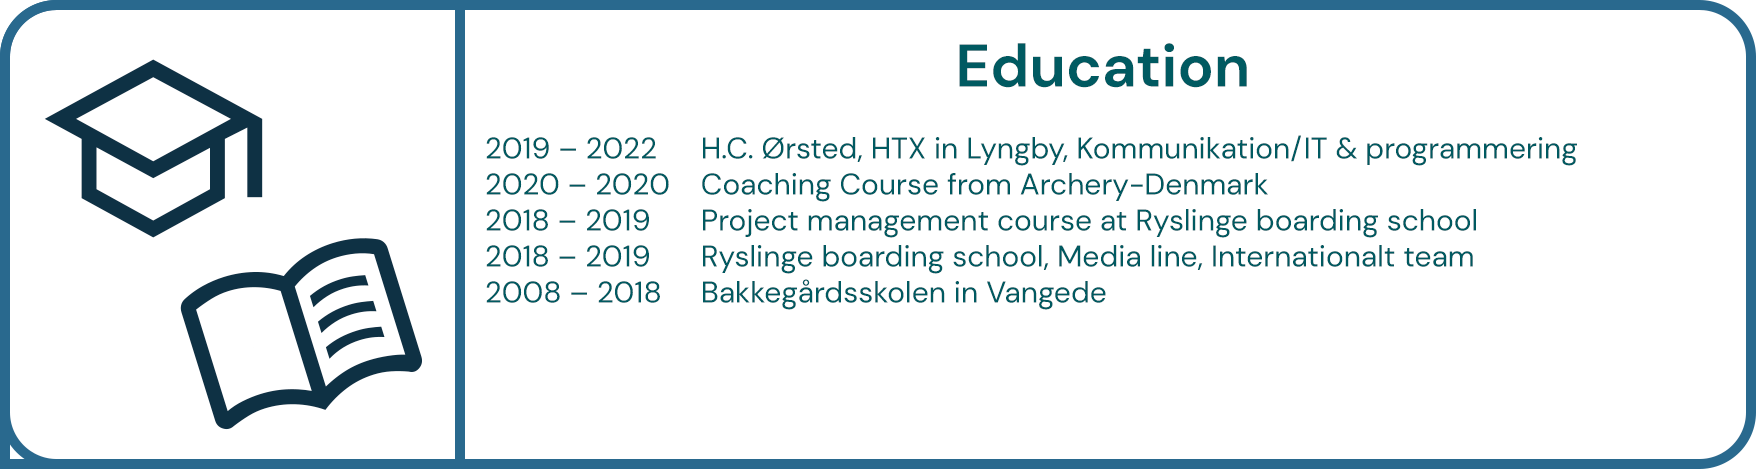 Education
2019 – 2022 H.C. Ørsted, HTX in Lyngby, Kommunikation/IT & programmering
2020 – 2020 Coaching Course from Archery-Denmark
2018 – 2019 Project management course at Ryslinge boarding school
2018 – 2019 Ryslinge boarding school, Media line, Internationalt team
2008 – 2018 Bakkegårdsskolen in Vangede